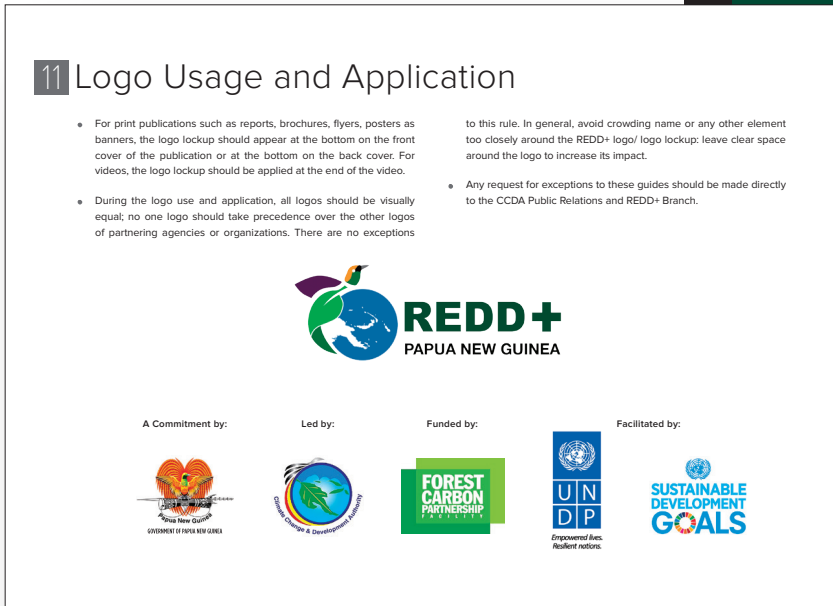 11 Logo Usage and Application
• For print publications such as reports, brochures, flyers, posters as
banners, the logo lockup should appear at the bottom on the front
cover of the publication or at the bottom on the back cover. For
videos, the logo lockup should be applied at the end of the video.
• During the logo use and application, all logos should be visually
equal; no one logo should take precedence over the other logos
of partnering agencies or organizations. There are no exceptions
to this rule. In general, avoid crowding name or any other element
too closely around the REDD+ logo/ logo lockup: leave clear space
around the logo to increase its impact.
• Any request for exceptions to these guides should be made directly
to the CCDA Public Relations and REDD+ Branch.
REDD+
PAPUA NEW GUINEA
A Commitment by:
Papua New Guinea
GOVERNMENT OF PAPUA NEW GUINEA
Led by:
Climate Change & Development Authority
Funded by:
FOREST
CARBON
PARTNERSHIP
FACILITY
Facilitated by:
UN
DP
Empowered lives.
Resilient nations.
SUSTAINABLE
DEVELOPMENT
GOALS